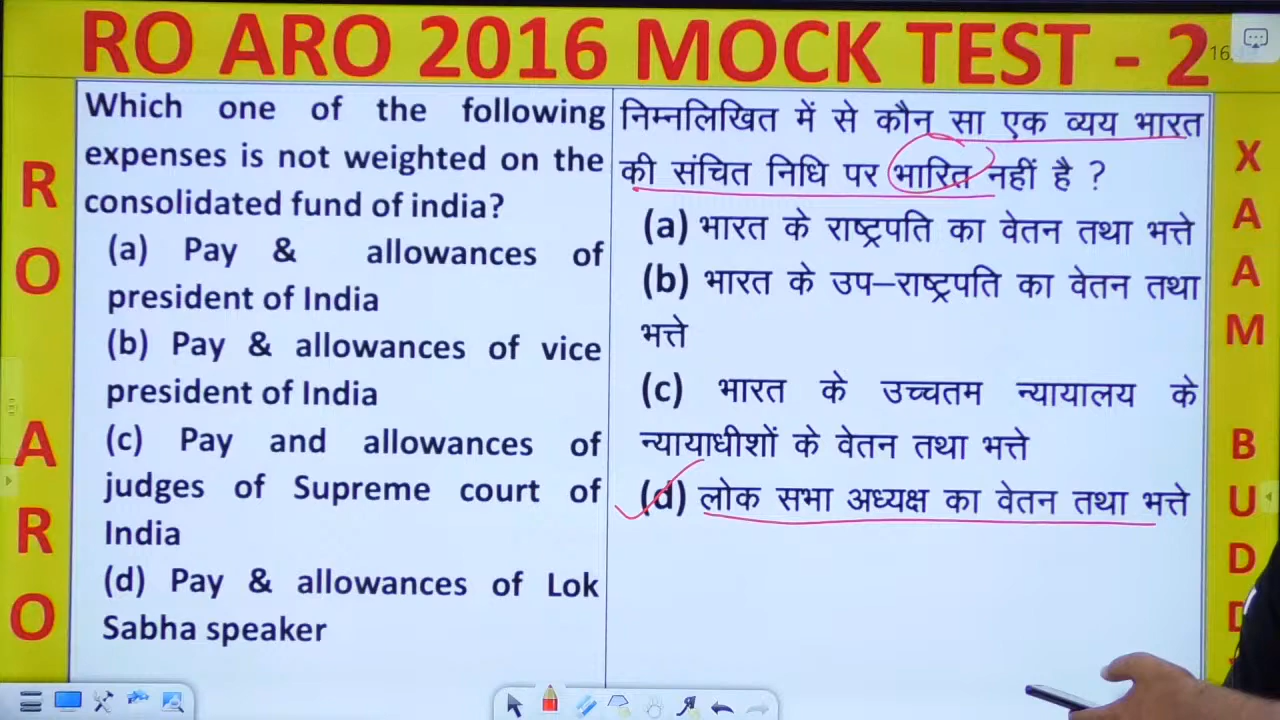 RO ARO 2016 MOCK TEST - 2
16
Which one of the following
expenses is not weighted on the
consolidated fund of india?
(a) Pay & allowances of
president of India
(b) Pay & allowances of vice
president of India
(c) Pay and allowances of
judges of Supreme court of
India
(d) Pay & allowances of Lok
Sabha speaker
निम्नलिखित में से कौन सा एक व्यय भारत
की संचित निधि पर भारित नहीं है ?
(a) भारत के राष्ट्रपति का वेतन तथा भत्ते
(b) भारत के उप–राष्ट्रपति का वेतन तथा
भत्ते
(c) भारत के उच्चतम न्यायालय के
न्यायाधीशों के वेतन तथा भत्ते
(d) लोक सभा अध्यक्ष का वेतन तथा भत्ते
R
O
A
R
O
X
A
A
M
B
U
D
D